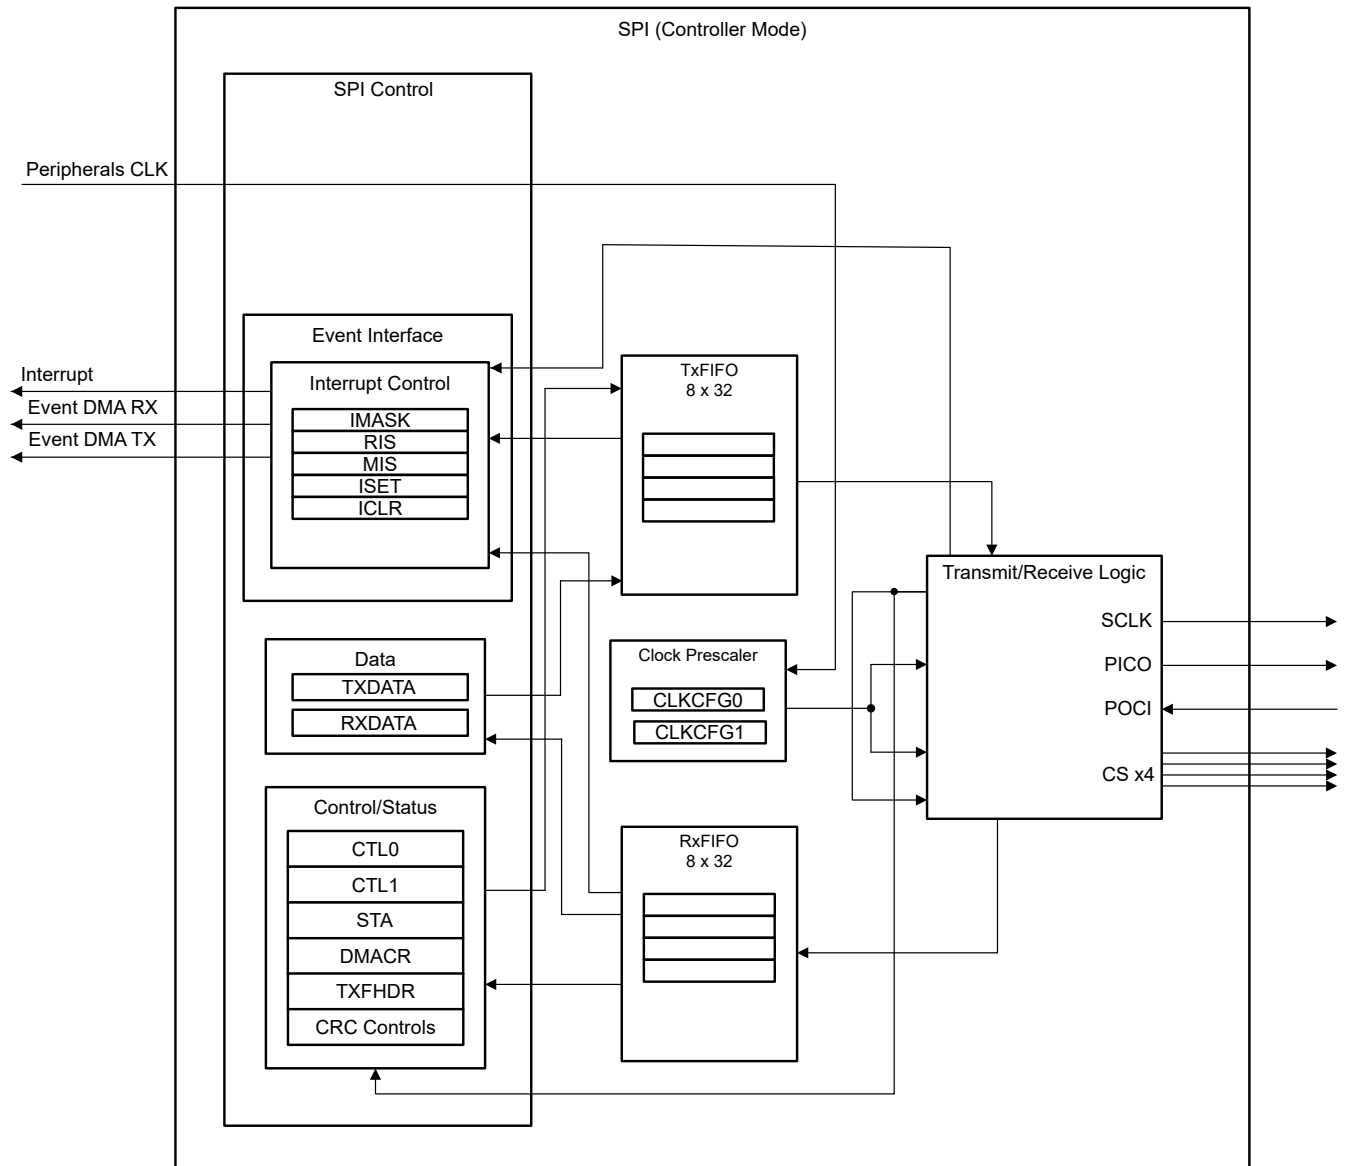 SPI (Controller Mode)
SPI Control
Peripherals CLK
Event Interface
Interrupt Control
IMASK
RIS
MIS
ISET
ICLR
Interrupt
Event DMA RX
Event DMA TX
TxFIFO
8 x 32
Transmit/Receive Logic
SCLK
PICO
POCI
CS x4
Data
TXDATA
RXDATA
Clock Prescaler
CLKCFG0
CLKCFG1
Control/Status
CTL0
CTL1
STA
DMACR
TXFHDR
CRC Controls
RxFIFO
8 x 32